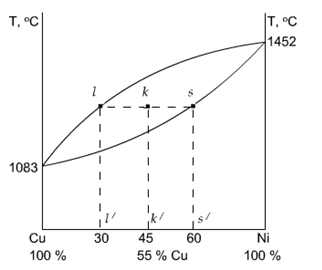 T, °C
T, °C
1452
l
k
s
1083
l′
k′
s′
Cu
30
45
60
Ni
100 %
55 % Cu
100 %